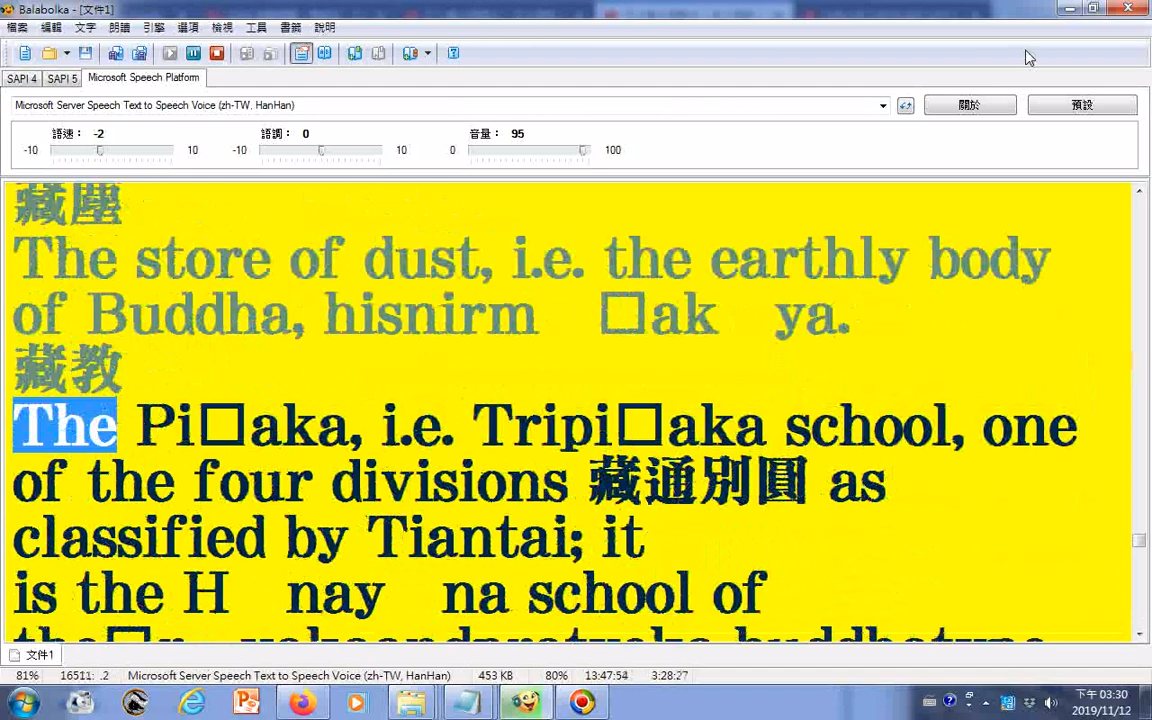 Balabolka - [文件1]
檔案 編輯 文字 朗讀 引擎 選項 檢視 工具 書籤 說明
SAPI 4 SAPI 5 Microsoft Speech Platform
Microsoft Server Speech Text to Speech Voice (zh-TW, HanHan)
關於 預設
語速： -2 語調： 0 音量： 95
-10 10 -10 10 0 100
藏塵
The store of dust, i.e. the earthly body
of Buddha, hisnirm □ak ya.
藏教
The Pi□aka, i.e. Tripi□aka school, one
of the four divisions 藏通別圓 as
classified by Tiantai; it
is the H nay na school of
the□r vakaandpratyeka-buddhatype
文件1
81% 16511: .2 Microsoft Server Speech Text to Speech Voice (zh-TW, HanHan) 453 KB 80% 13:47:54 3:28:27
下午 03:30
2019/11/12